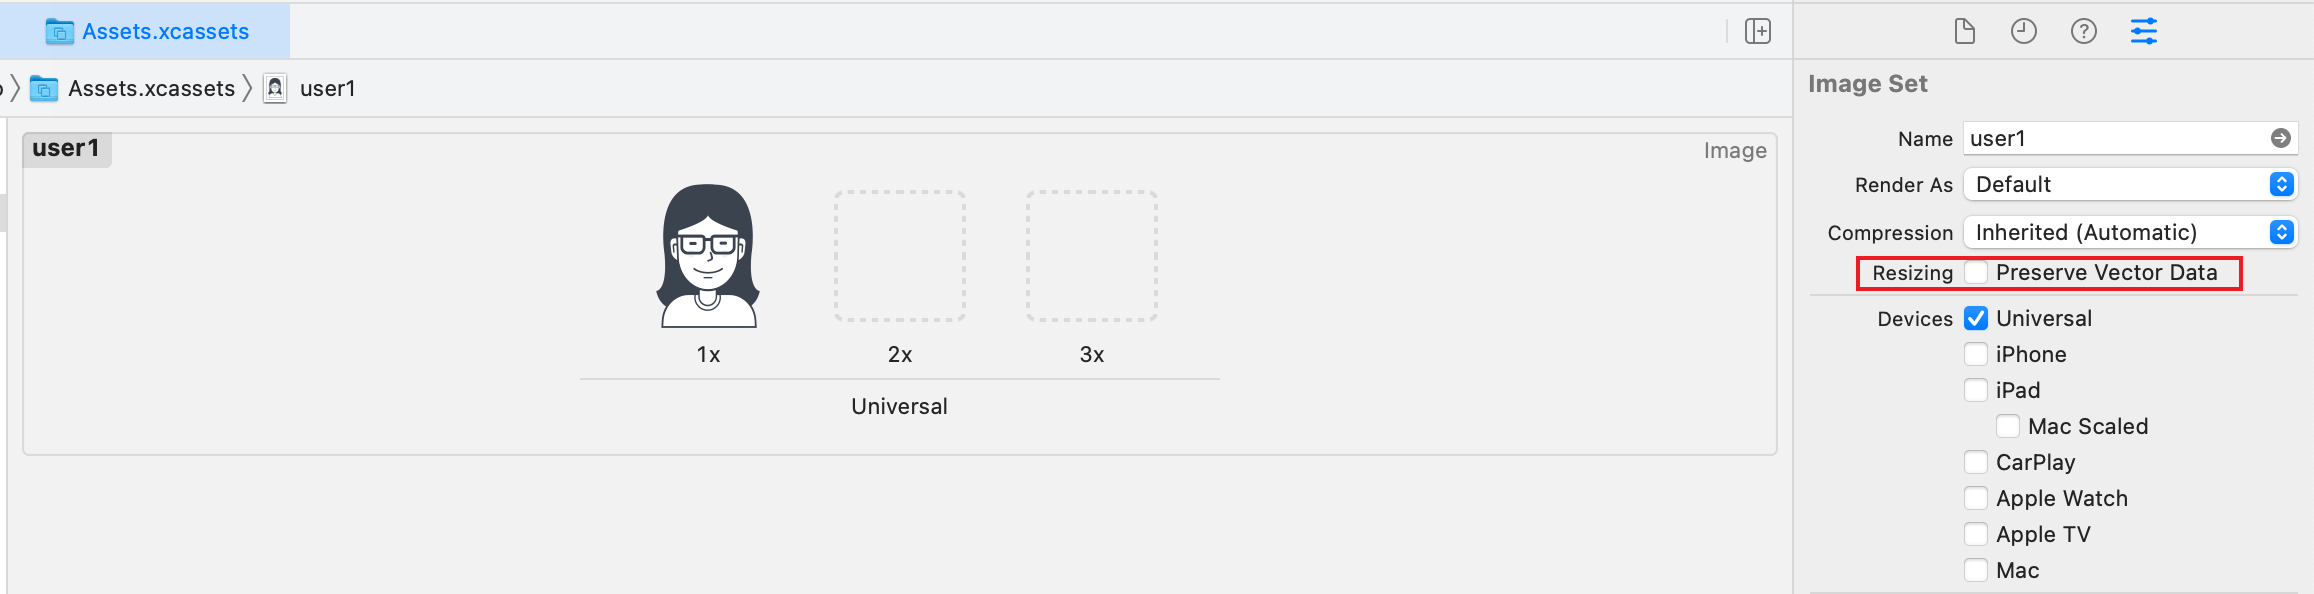 Assets.xcassets
Assets.xcassets
user1
user1
Image
1x
2x
3x
Universal
Image Set
Name
user1
Render As
Default
Compression
Inherited (Automatic)
Resizing
Preserve Vector Data
Devices
Universal
iPhone
iPad
Mac Scaled
CarPlay
Apple Watch
Apple TV
Mac